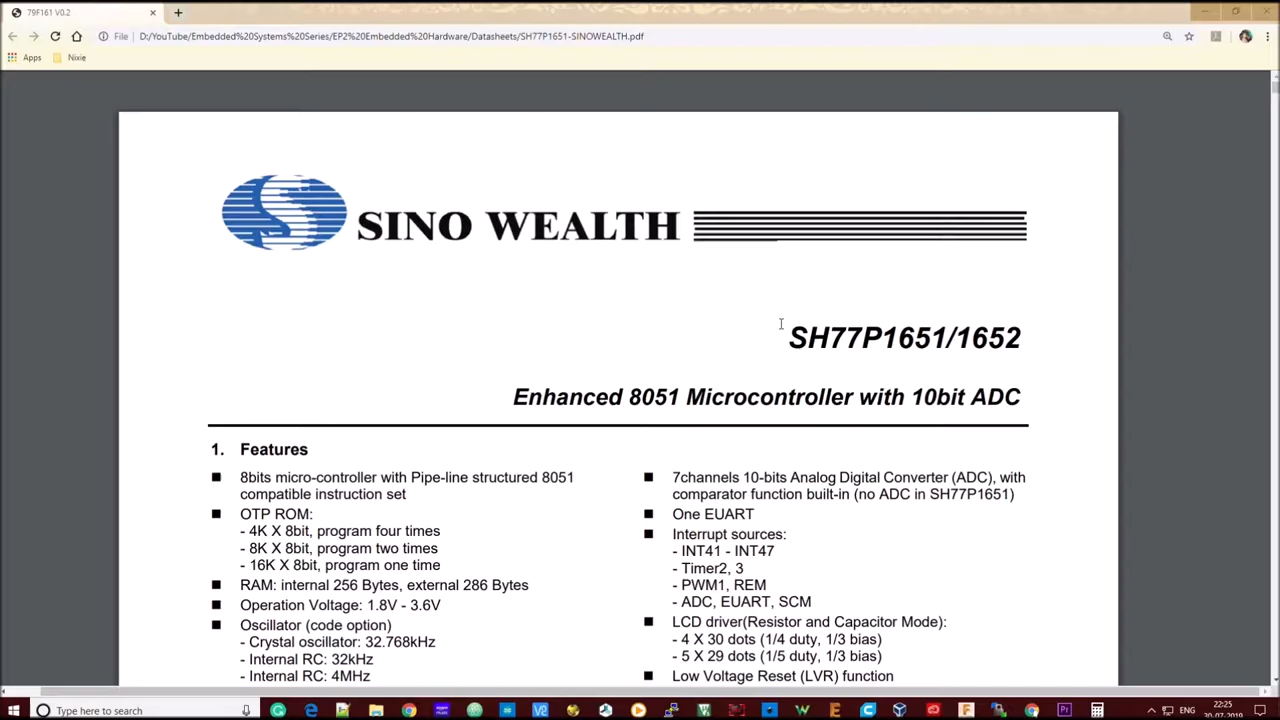 79F161 V0.2
File
D:/YouTube/Embedded%20Systems%20Series/EP2%20Embedded%20Hardware/Datasheets/SH77P1651-SINOWEALTH.pdf
Apps
Nixie
SINO WEALTH
SH77P1651/1652
Enhanced 8051 Microcontroller with 10bit ADC
1. Features
8bits micro-controller with Pipe-line structured 8051
compatible instruction set
OTP ROM:
- 4K X 8bit, program four times
- 8K X 8bit, program two times
- 16K X 8bit, program one time
RAM: internal 256 Bytes, external 286 Bytes
Operation Voltage: 1.8V - 3.6V
Oscillator (code option)
- Crystal oscillator: 32.768kHz
- Internal RC: 32kHz
- Internal RC: 4MHz
7channels 10-bits Analog Digital Converter (ADC), with
comparator function built-in (no ADC in SH77P1651)
One EUART
Interrupt sources:
- INT41 - INT47
- Timer2, 3
- PWM1, REM
- ADC, EUART, SCM
LCD driver(Resistor and Capacitor Mode):
- 4 X 30 dots (1/4 duty, 1/3 bias)
- 5 X 29 dots (1/5 duty, 1/3 bias)
Low Voltage Reset (LVR) function
Type here to search
ENG
22:25
20-07-2019